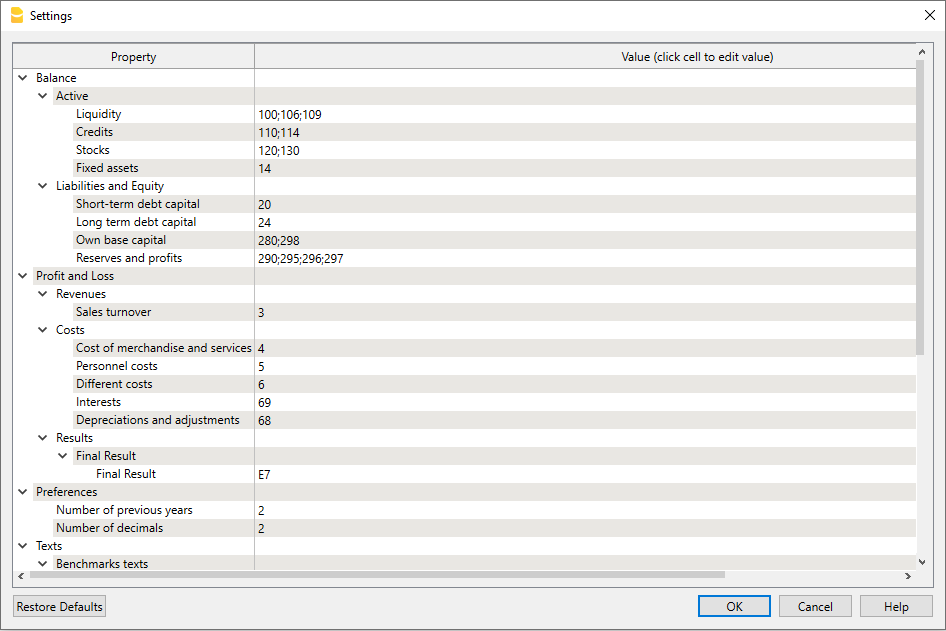 Settings
Property Value (click cell to edit value)
Balance
Active
Liquidity 100;106;109
Credits 110;114
Stocks 120;130
Fixed assets 14
Liabilities and Equity
Short-term debt capital 20
Long term debt capital 24
Own base capital 280;298
Reserves and profits 290;295;296;297
Profit and Loss
Revenues
Sales turnover 3
Costs
Cost of merchandise and services 4
Personnel costs 5
Different costs 6
Interests 69
Depreciations and adjustments 68
Results
Final Result
Final Result E7
Preferences
Number of previous years 2
Number of decimals 2
Texts
Benchmarks texts
Restore Defaults OK Cancel Help